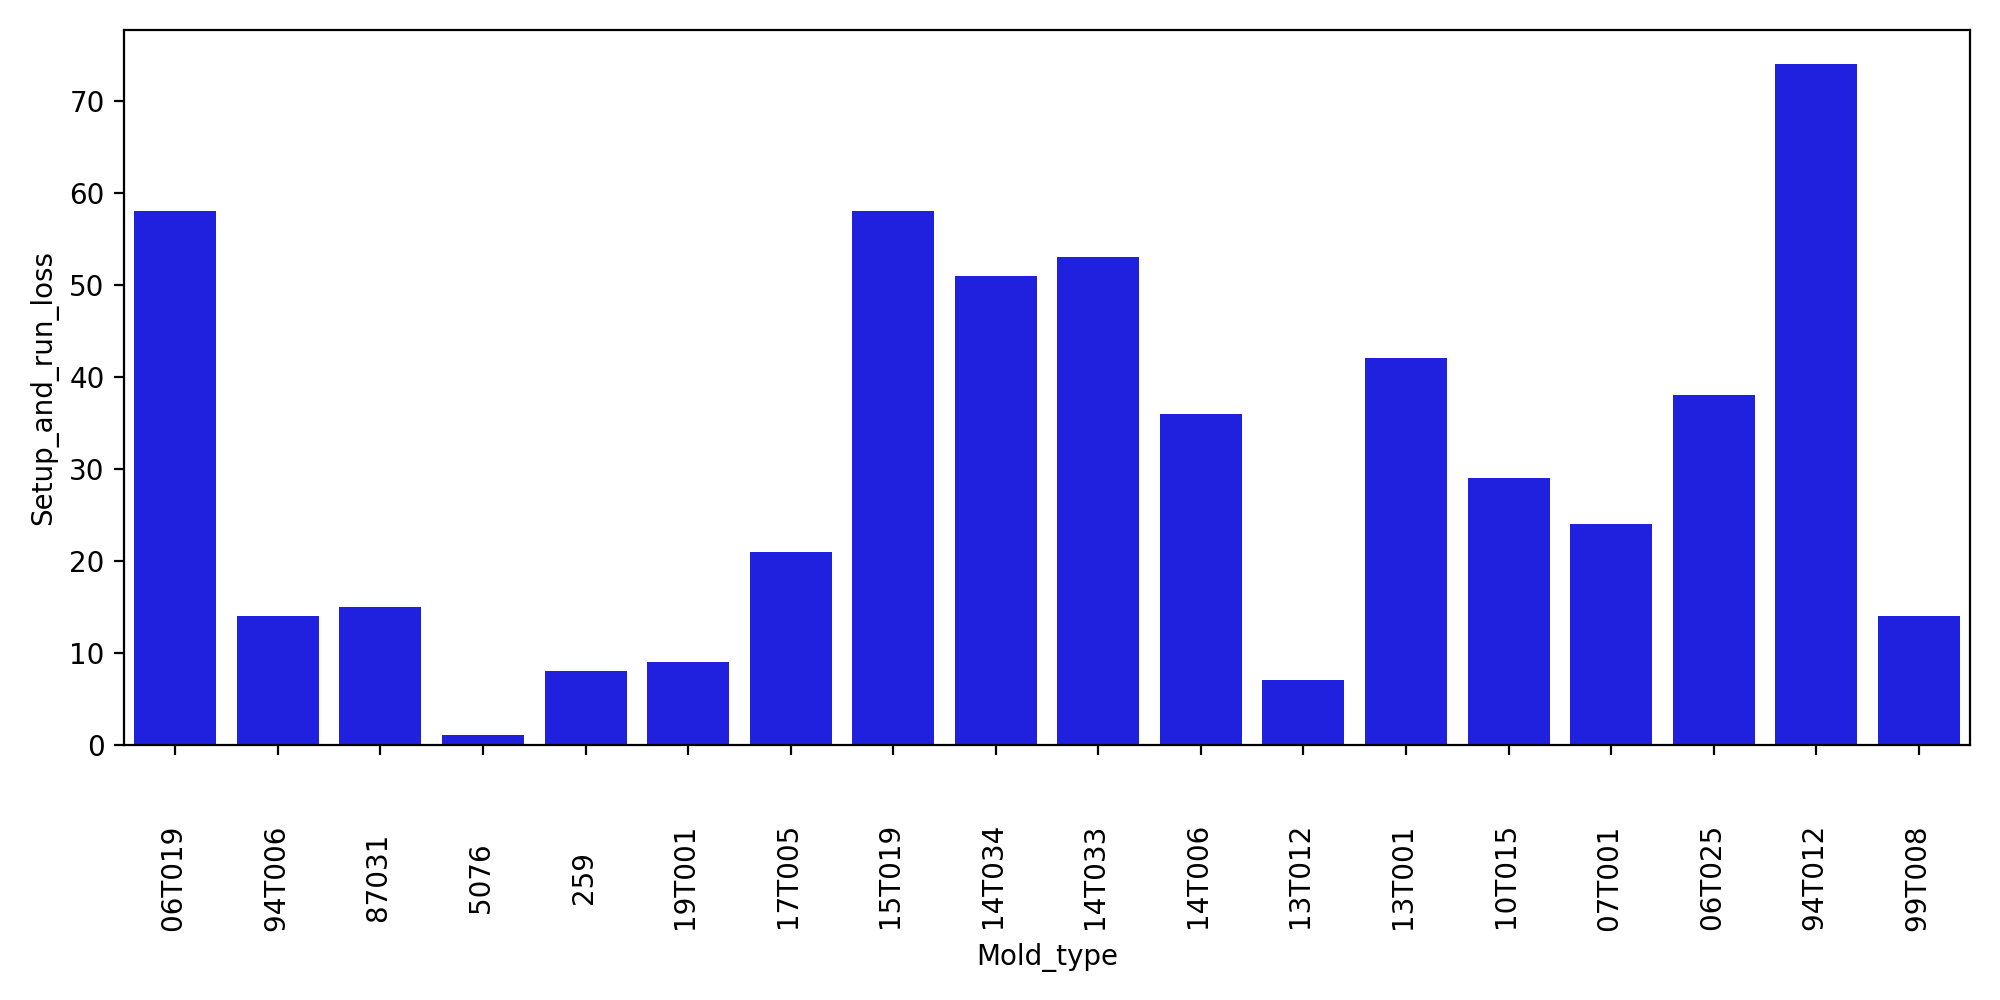 70
60
50
40
30
20
10
0
Setup_and_run_loss
06T019
94T006
87031
5076
259
19T001
17T005
15T019
14T034
14T033
14T006
13T012
13T001
10T015
07T001
06T025
94T012
99T008
Mold_type